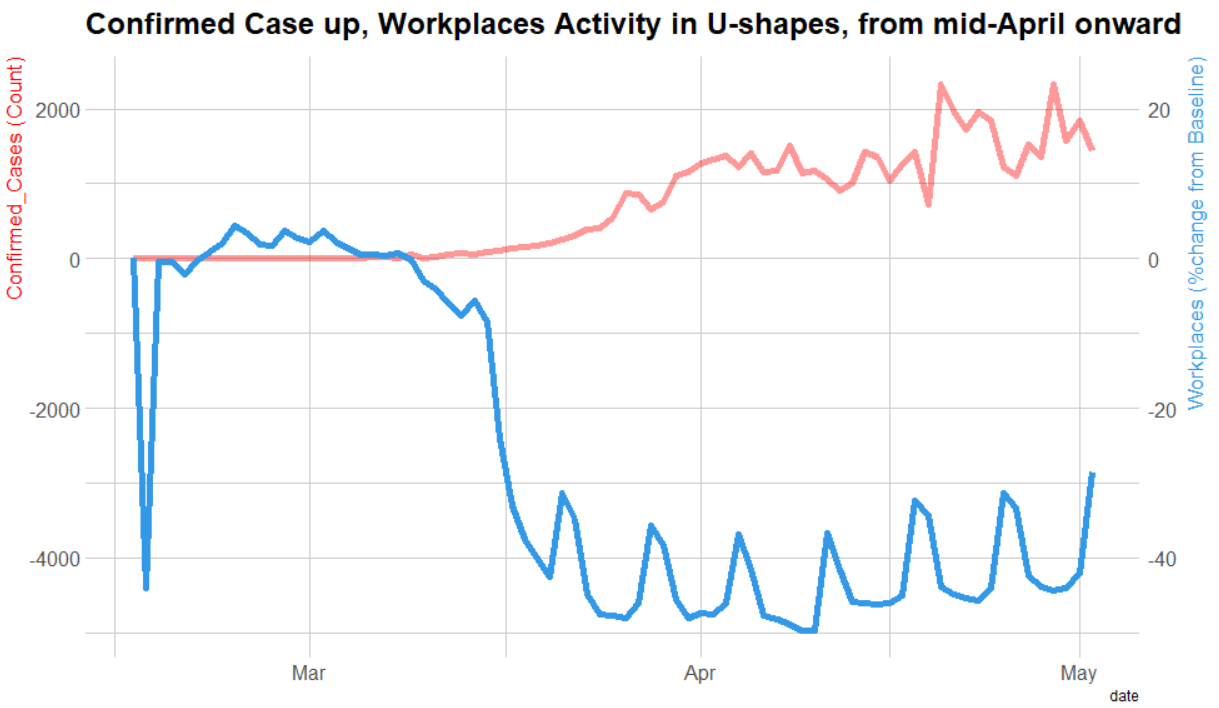 Confirmed Case up, Workplaces Activity in U-shapes, from mid-April onward
Confirmed_Cases (Count)
2000
0
-2000
-4000
20
0
-20
-40
Workplaces (%change from Baseline)
Mar
Apr
May
date